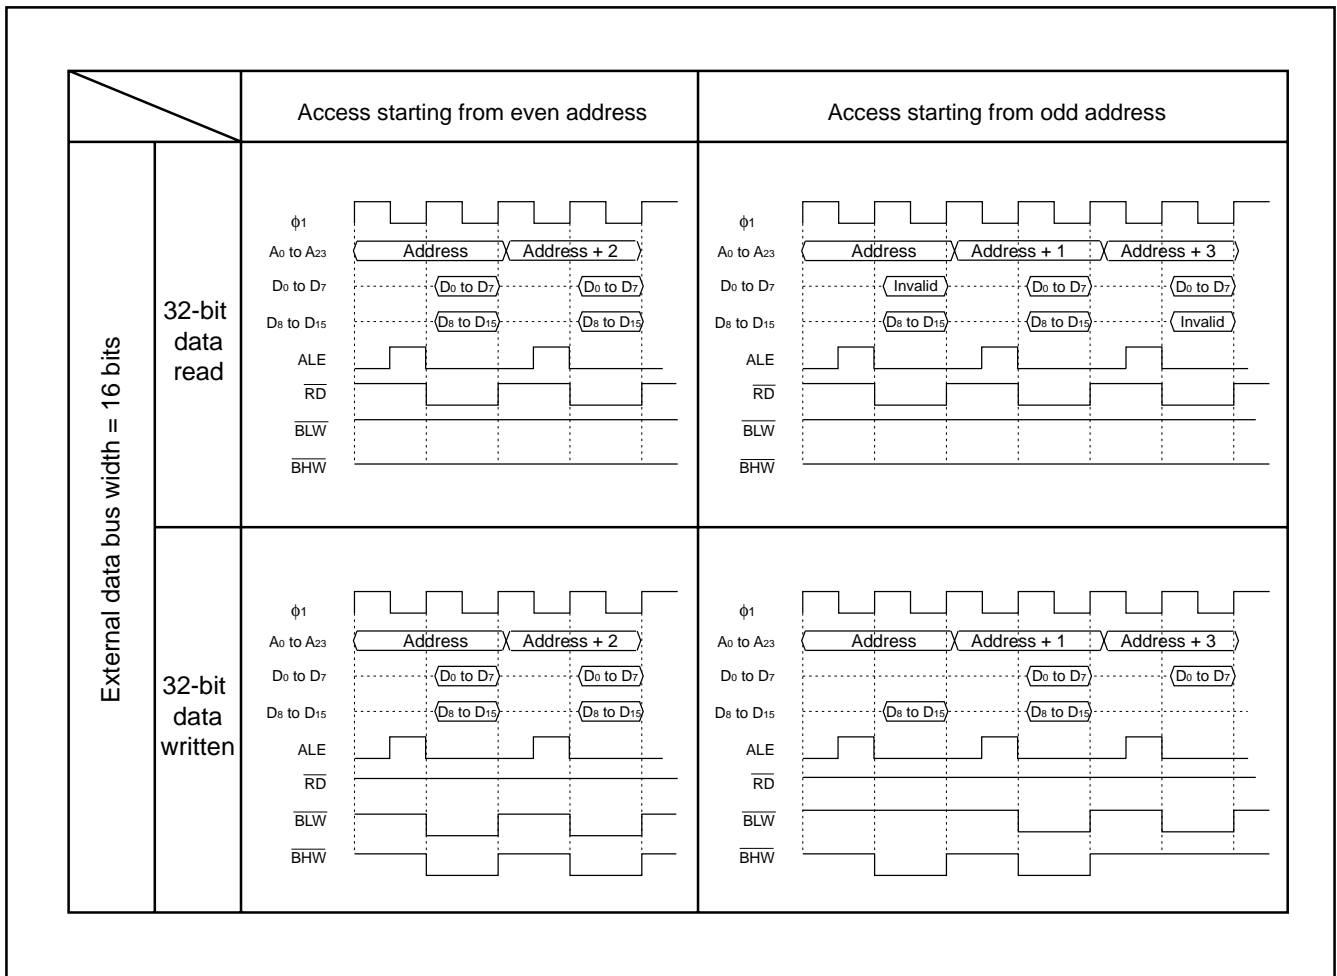 Access starting from even address
Access starting from odd address
External data bus width = 16 bits
32-bit
data
read
φ1
A0 to A23
Address
Address + 2
D0 to D7
D0 to D7
D0 to D7
D8 to D15
D8 to D15
D8 to D15
ALE
RD
BLW
BHW
φ1
A0 to A23
Address
Address + 1
Address + 3
D0 to D7
Invalid
D0 to D7
D0 to D7
D8 to D15
D8 to D15
D8 to D15
Invalid
ALE
RD
BLW
BHW
32-bit
data
written
φ1
A0 to A23
Address
Address + 2
D0 to D7
D0 to D7
D0 to D7
D8 to D15
D8 to D15
D8 to D15
ALE
RD
BLW
BHW
φ1
A0 to A23
Address
Address + 1
Address + 3
D0 to D7
D0 to D7
D0 to D7
D8 to D15
D8 to D15
D8 to D15
ALE
RD
BLW
BHW